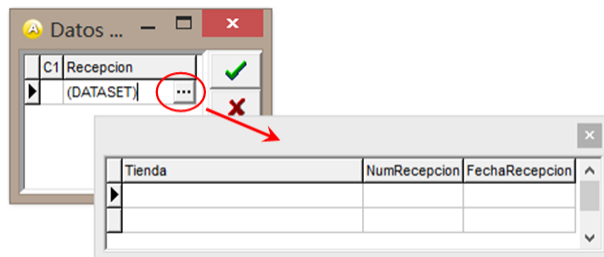 Datos ...
C1 Recepcion
(DATASET) ...
Tienda NumRecepcion FechaRecepcion